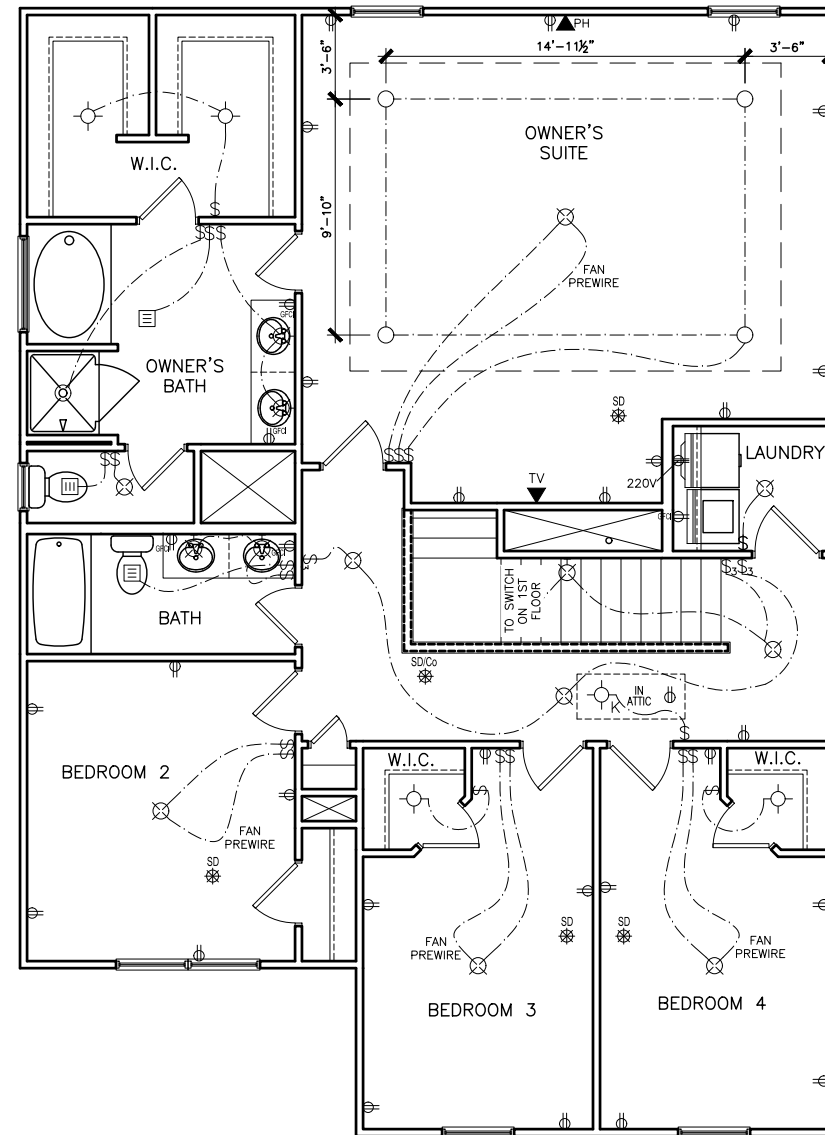 PH
14'-11½"
3'-6"
3'-6"
OWNER'S
SUITE
W.I.C.
9'-10"
FAN
PREWIRE
$
$$$
GFCI
OWNER'S
BATH
GFCI
SD
$$$
$$
TV
220V
LAUNDRY
GFCI
$
GFCI
GFCI
$
$$
$3 $3
BATH
TO SWITCH
ON 1ST
FLOOR
SD/Co
IN
ATTIC
K
$
BEDROOM 2
$$
FAN
PREWIRE
SD
W.I.C.
$
$$
$$
$
W.I.C.
SD
FAN
PREWIRE
SD
FAN
PREWIRE
BEDROOM 3
BEDROOM 4